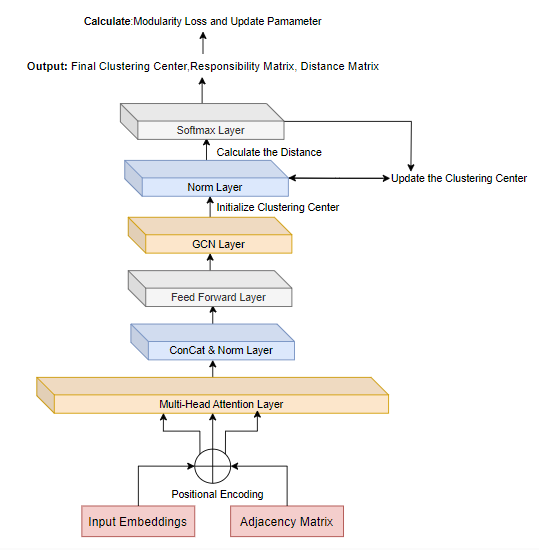 Calculate:Modularity Loss and Update Pamameter
Output: Final Clustering Center,Responsibility Matrix, Distance Matrix
Softmax Layer
Calculate the Distance
Norm Layer
Update the Clustering Center
Initialize Clustering Center
GCN Layer
Feed Forward Layer
ConCat & Norm Layer
Multi-Head Attention Layer
Positional Encoding
Input Embeddings
Adjacency Matrix